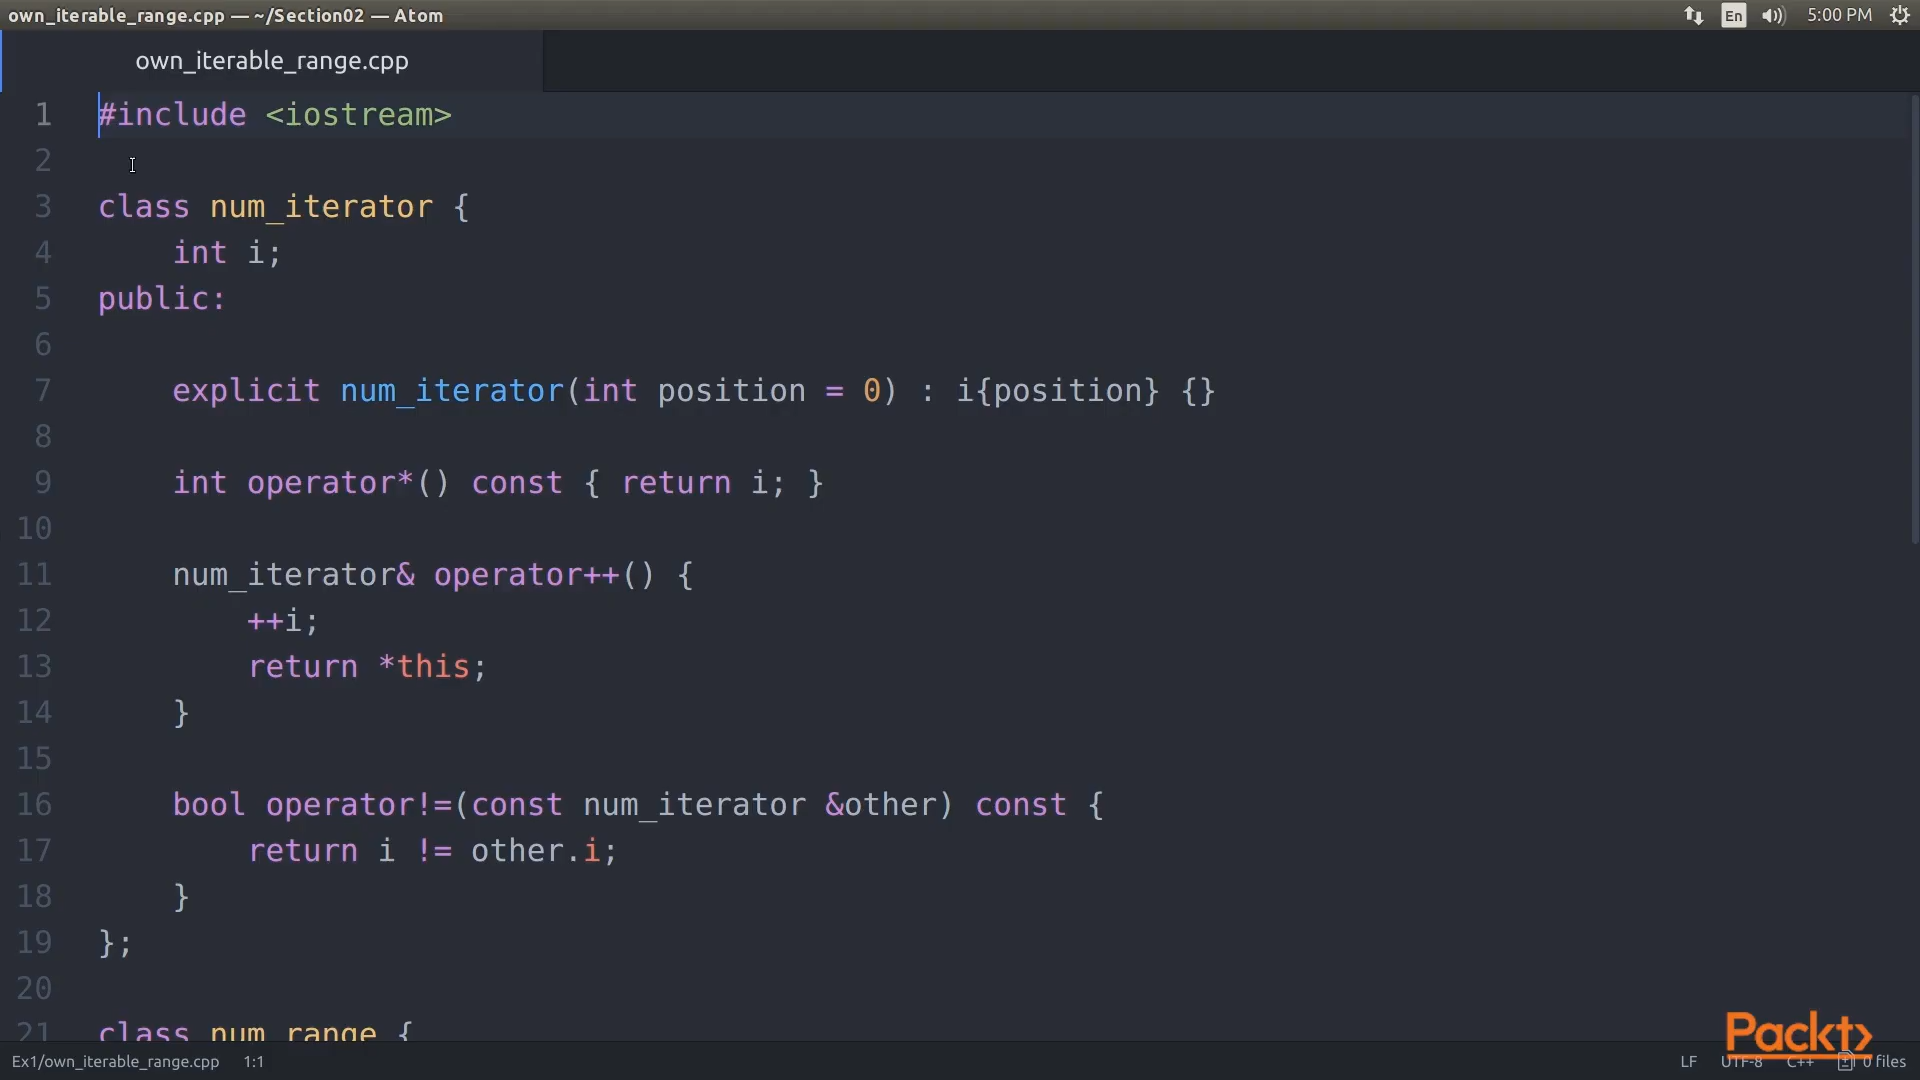 own_iterable_range.cpp — ~/Section02 — Atom
En
5:00 PM
own_iterable_range.cpp
1 #include <iostream>
2
3 class num_iterator {
4 int i;
5 public:
6
7 explicit num_iterator(int position = 0) : i{position} {}
8
9 int operator*() const { return i; }
10
11 num_iterator& operator++() {
12 ++i;
13 return *this;
14 }
15
16 bool operator!=(const num_iterator &other) const {
17 return i != other.i;
18 }
19 };
20
21 class num_range {
Packt>
Ex1/own_iterable_range.cpp 1:1
LF UTF-8 C++ 0 files